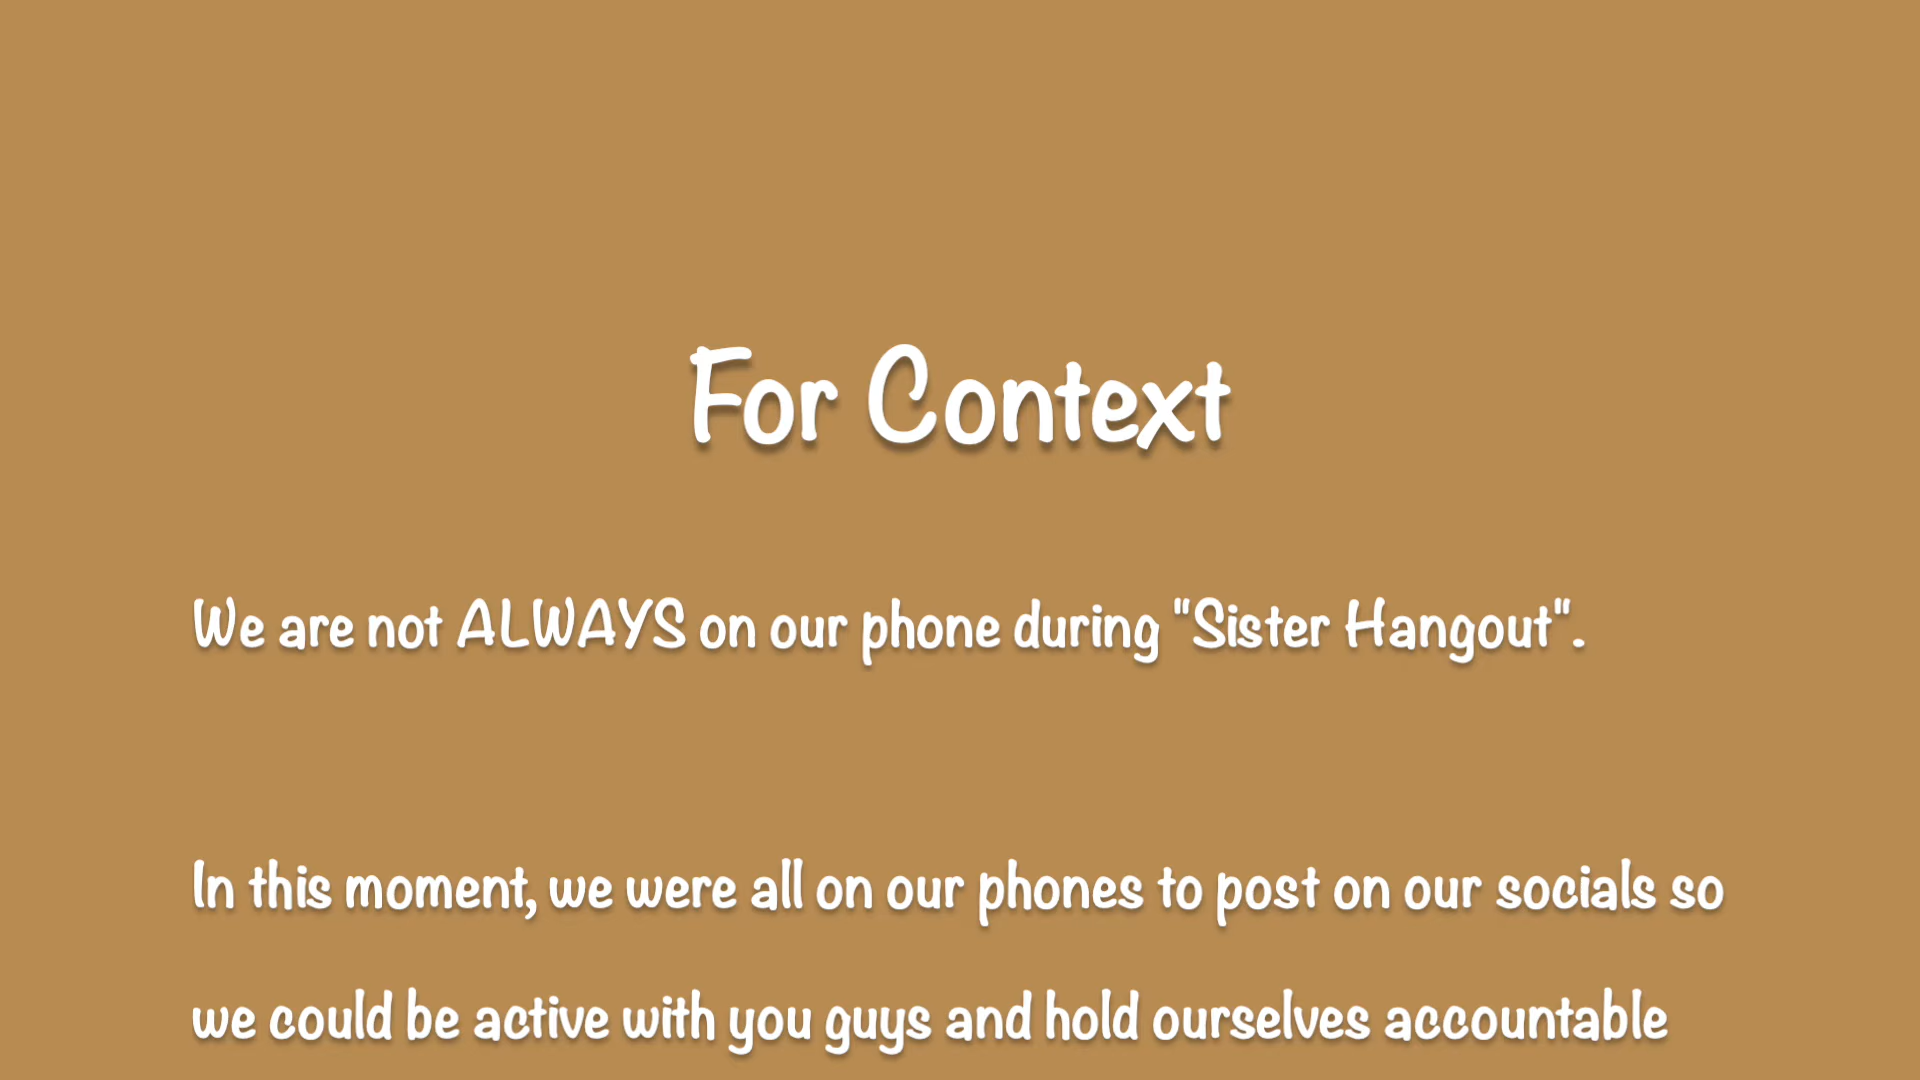 For Context
We are not ALWAYS on our phone during "Sister Hangout".
In this moment, we were all on our phones to post on our socials so
we could be active with you guys and hold ourselves accountable